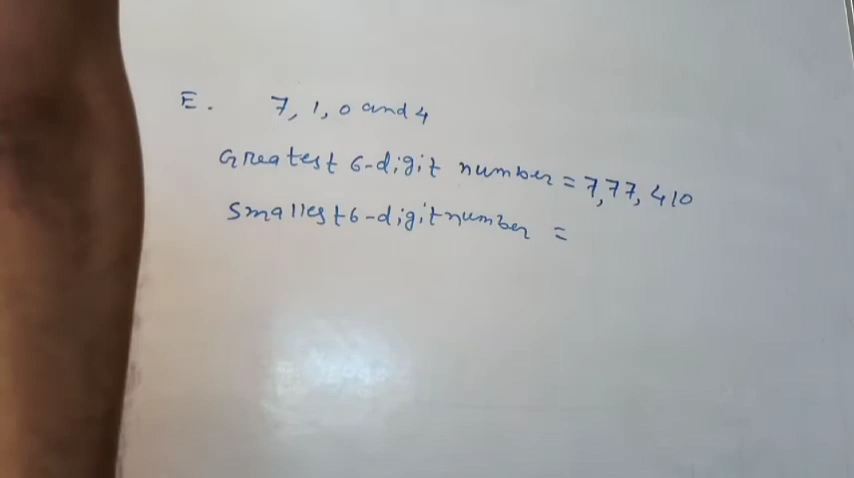 E. 7, 1, 0 and 4
Greatest 6-digit number = 7,77,410
Smallest 6-digit number =